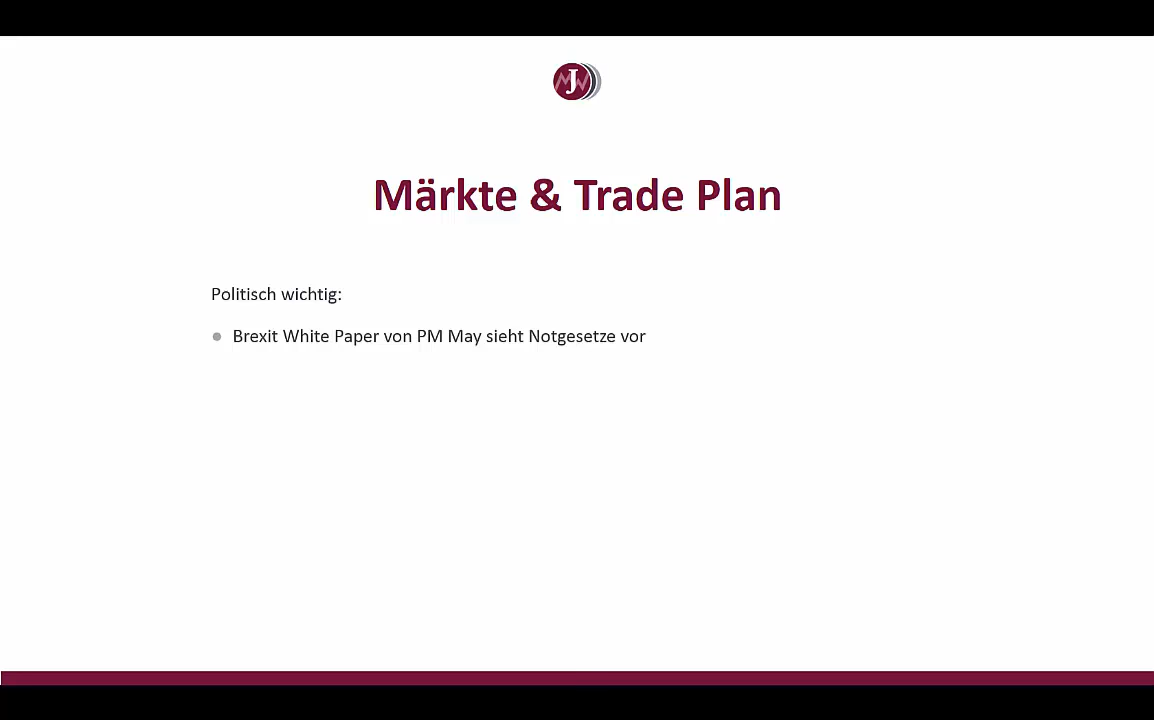 J
Märkte & Trade Plan
Politisch wichtig:
Brexit White Paper von PM May sieht Notgesetze vor